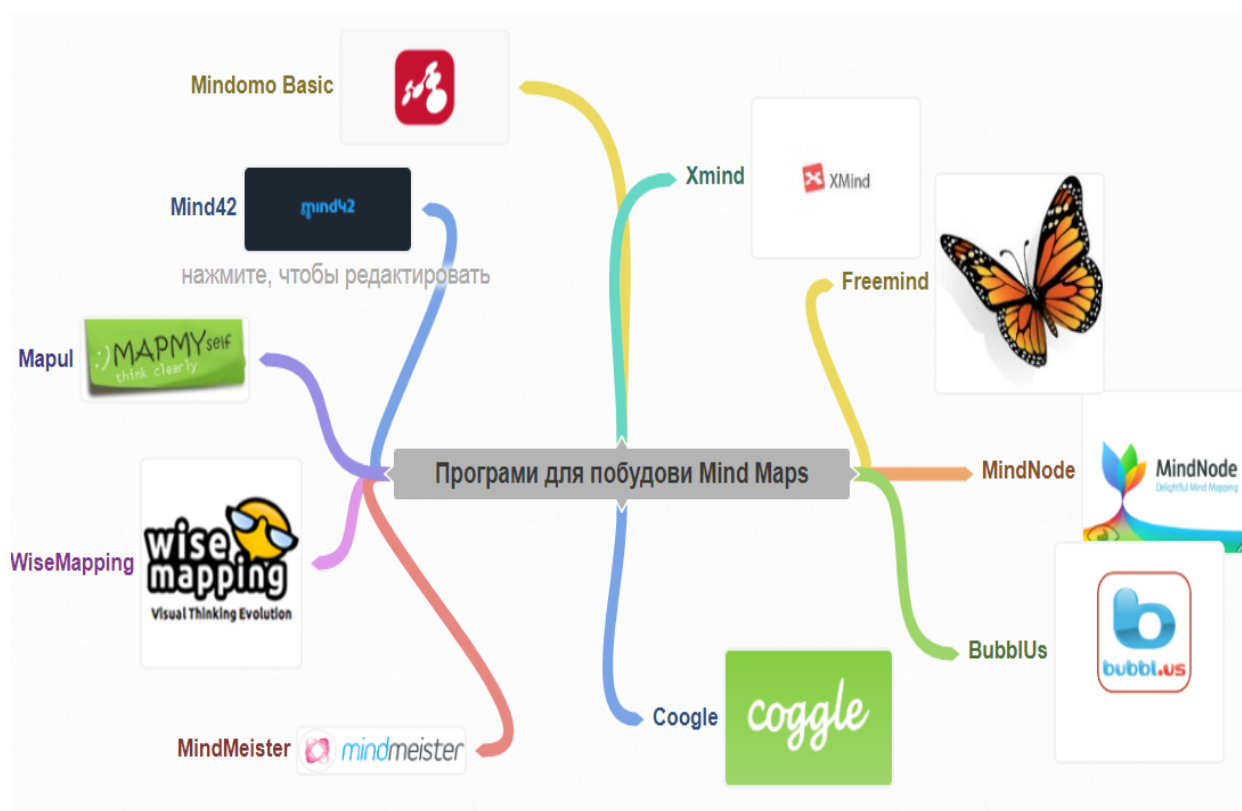 Mindomo Basic
Xmind
XMind
Mind42
mind42
нажмите, чтобы редактировать
Freemind
Mapul
:) MAPMYself
think clearly
Програми для побудови Mind Maps
MindNode
MindNode
Delightful Mind Mapping
WiseMapping
wise
mapping
Visual Thinking Evolution
BubblUs
b
bubbl.us
Coogle
coggle
MindMeister
mindmeister